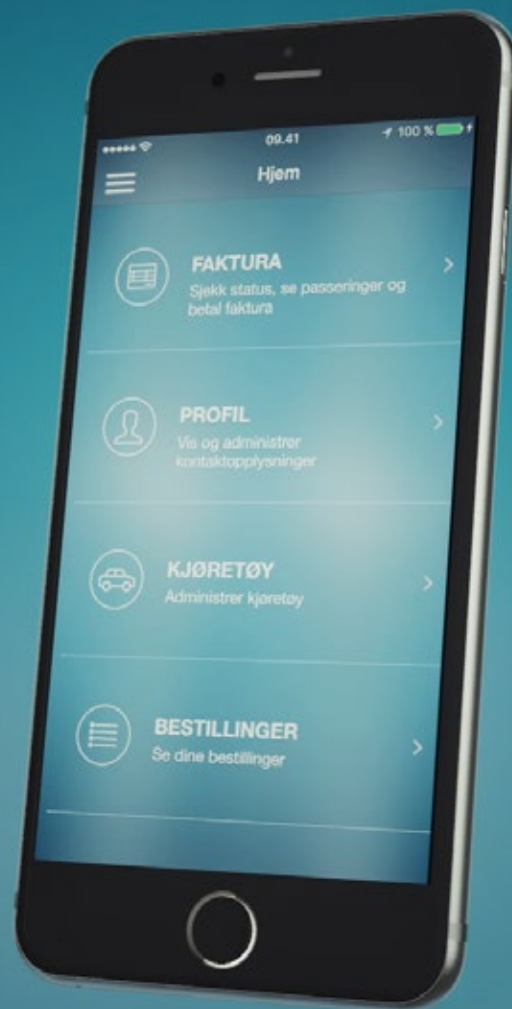 09.41
100 %
Hjem
FAKTURA
Sjekk status, se passeringer og
betal faktura
PROFIL
Vis og administrer
kontaktopplysninger
KJØRETØY
Administrer kjøretøy
BESTILLINGER
Se dine bestillinger